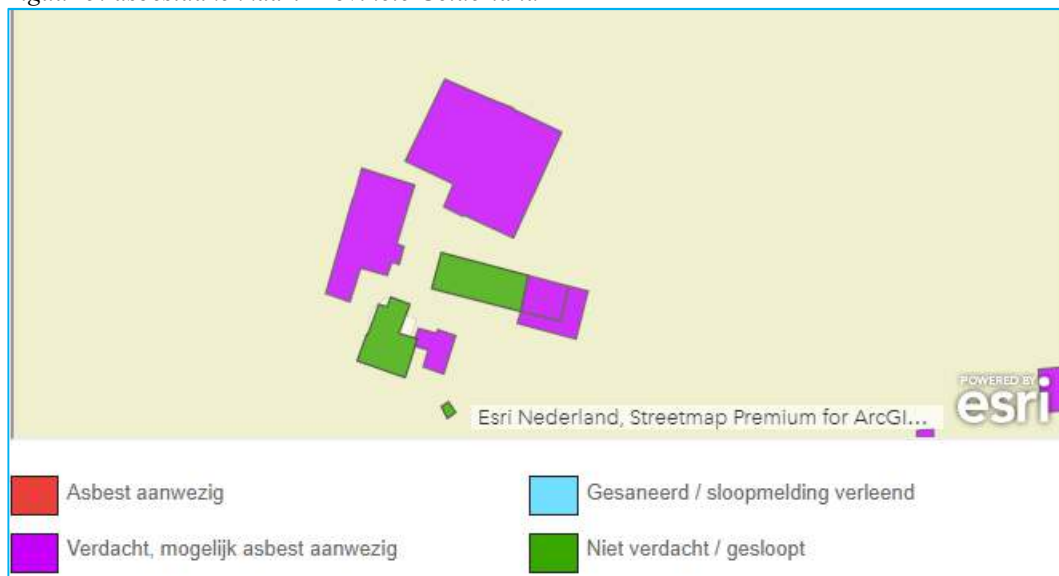 Esri Nederland, Streetmap Premium for ArcGI...
POWERED BY
esri
Asbest aanwezig
Gesaneerd / sloopmelding verleend
Verdacht, mogelijk asbest aanwezig
Niet verdacht / gesloopt